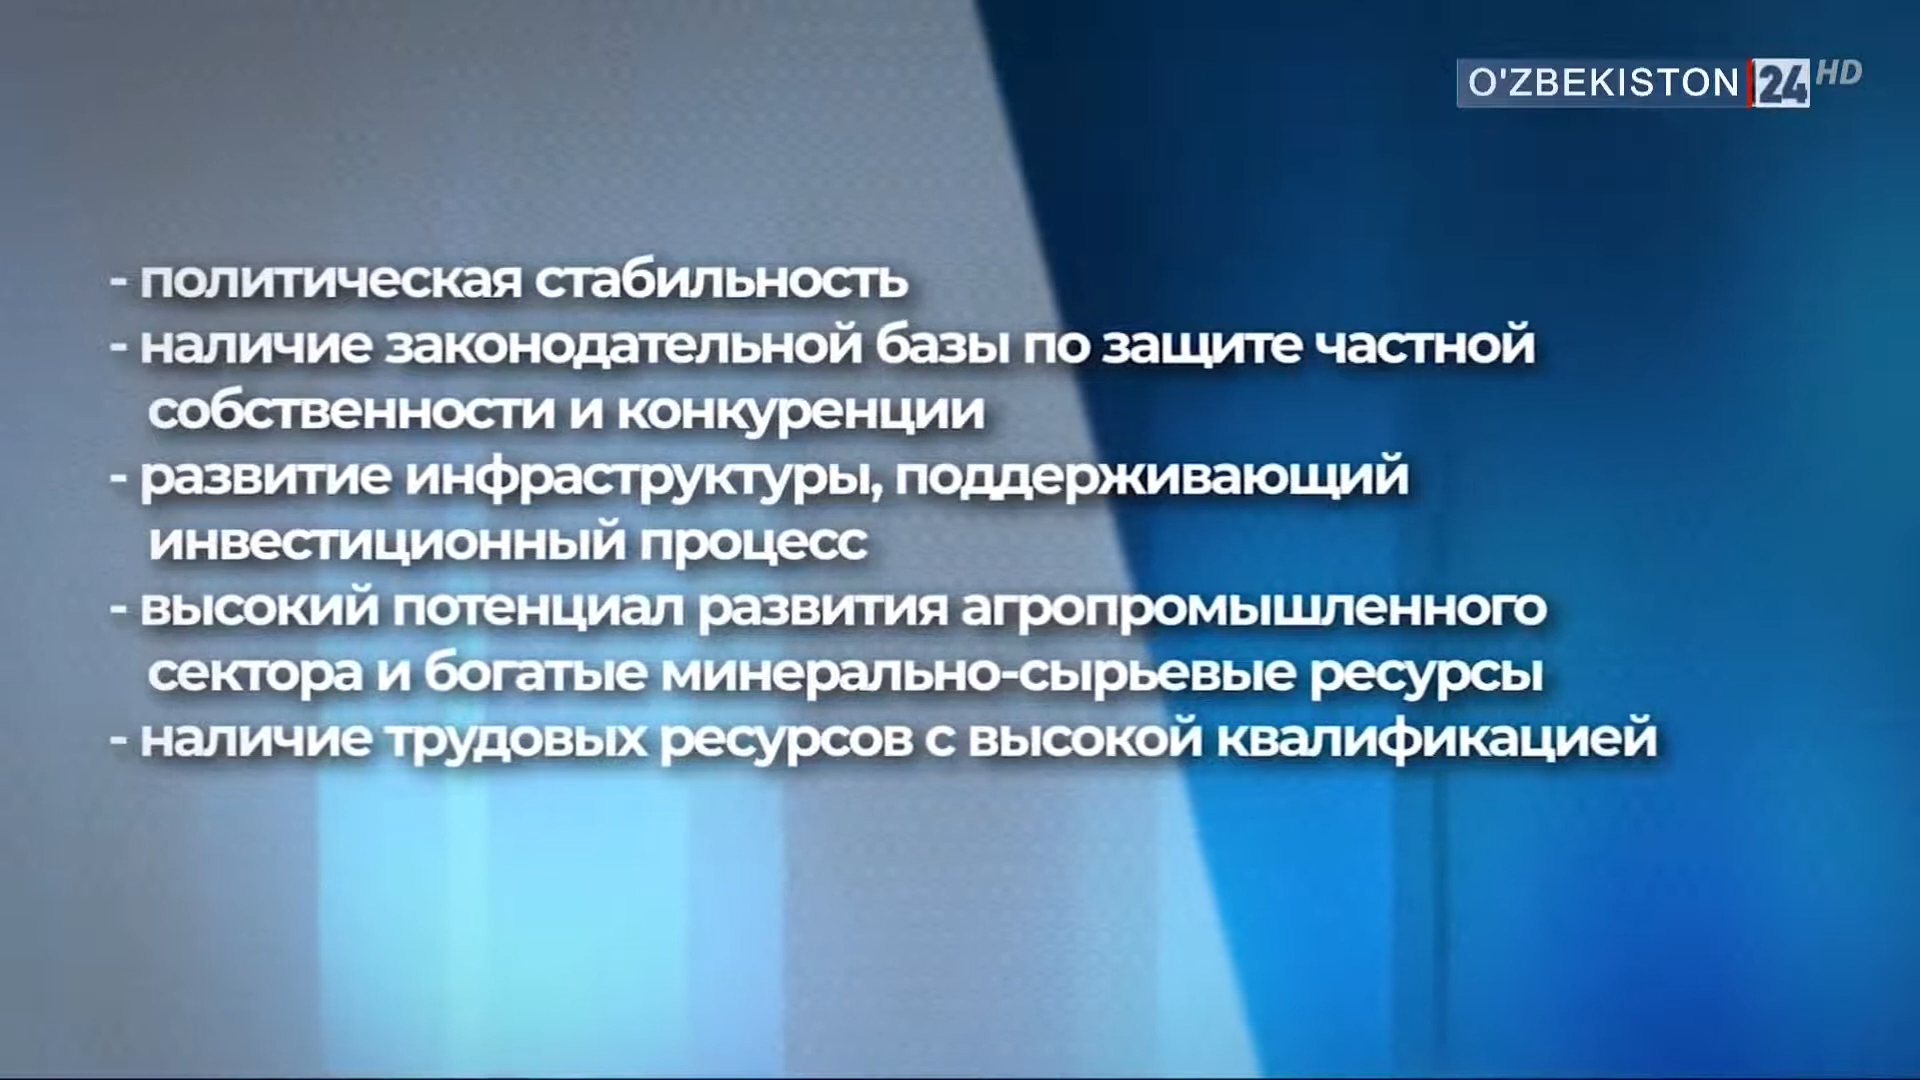 O'ZBEKISTON 24 HD
- политическая стабильность
- наличие законодательной базы по защите частной
собственности и конкуренции
- развитие инфраструктуры, поддерживающий
инвестиционный процесс
- высокий потенциал развития агропромышленного
сектора и богатые минерально-сырьевые ресурсы
- наличие трудовых ресурсов с высокой квалификацией